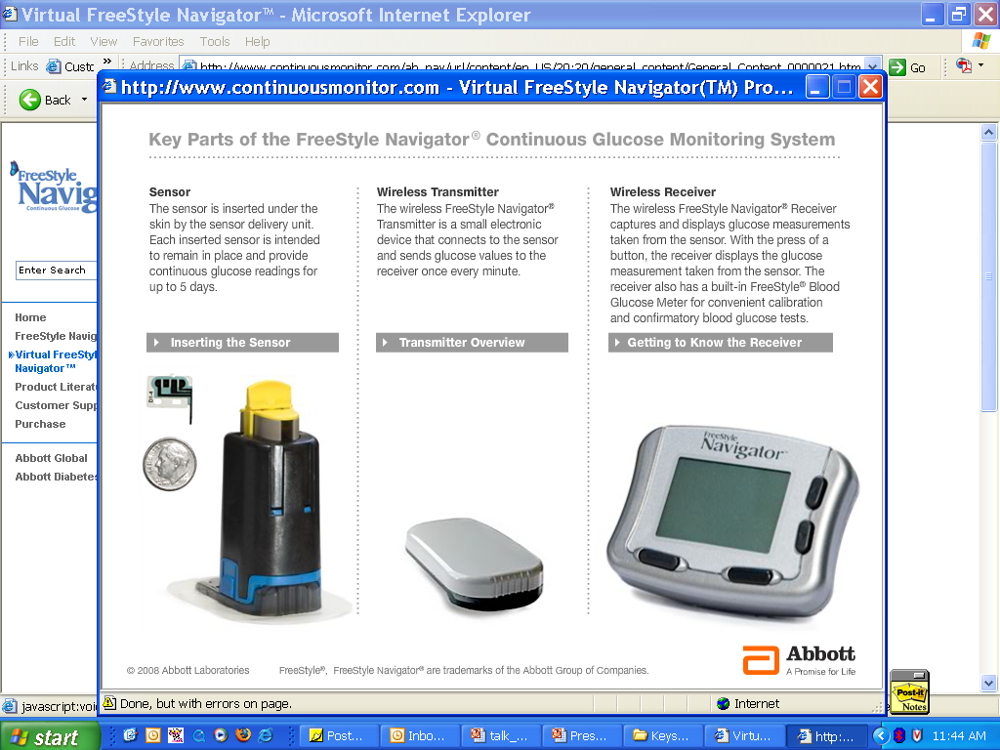 Virtual FreeStyle Navigator™ - Microsoft Internet Explorer
File Edit View Favorites Tools Help
Links Custc » Address http://www.continuousmonitor.com/ab_nav/url/content/en_US/20:20/general_content/General_Content_0000021.htm Go
Back
http://www.continuousmonitor.com - Virtual FreeStyle Navigator(TM) Pro...
FreeStyle
Navig
Continuous Glucose
Enter Search
Home
FreeStyle Navig
Virtual FreeStyl
Navigator™
Product Literatu
Customer Supp
Purchase
Abbott Global
Abbott Diabetes
Key Parts of the FreeStyle Navigator® Continuous Glucose Monitoring System
Sensor
The sensor is inserted under the
skin by the sensor delivery unit.
Each inserted sensor is intended
to remain in place and provide
continuous glucose readings for
up to 5 days.
Inserting the Sensor
Wireless Transmitter
The wireless FreeStyle Navigator®
Transmitter is a small electronic
device that connects to the sensor
and sends glucose values to the
receiver once every minute.
Transmitter Overview
Wireless Receiver
The wireless FreeStyle Navigator® Receiver
captures and displays glucose measurements
taken from the sensor. With the press of a
button, the receiver displays the glucose
measurement taken from the sensor. The
receiver also has a built-in FreeStyle® Blood
Glucose Meter for convenient calibration
and confirmatory blood glucose tests.
Getting to Know the Receiver
FreeStyle
Navigator™
Abbott
A Promise for Life
© 2008 Abbott Laboratories FreeStyle®, FreeStyle Navigator® are trademarks of the Abbott Group of Companies.
Done, but with errors on page. Internet
javascript:voi
Post-it
Notes
start Post... Inbo... talk_... Pres... Keys... Virtu... http:... 11:44 AM